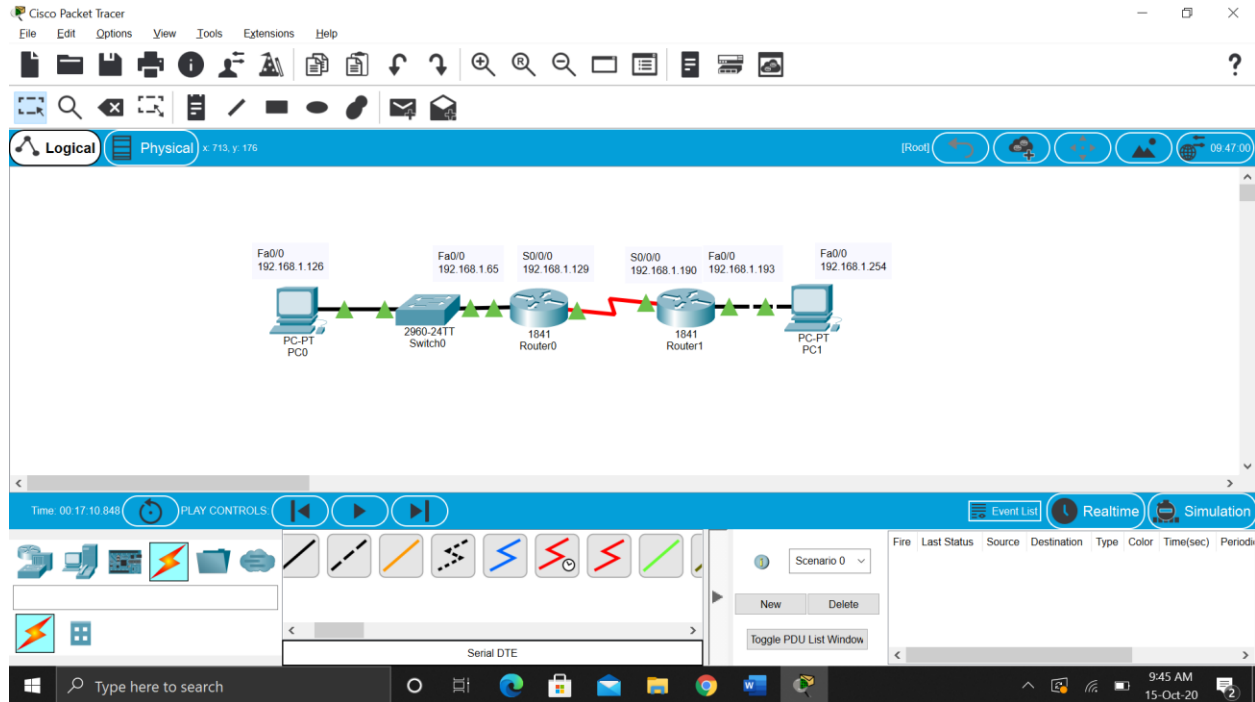 Cisco Packet Tracer
File Edit Options View Tools Extensions Help
?
Logical Physical x: 713, y: 176 [Root] 09:47:00
Fa0/0
192.168.1.126
Fa0/0
192.168.1.65
S0/0/0
192.168.1.129
S0/0/0
192.168.1.190
Fa0/0
192.168.1.193
Fa0/0
192.168.1.254
PC-PT
PC0
2960-24TT
Switch0
1841
Router0
1841
Router1
PC-PT
PC1
Time: 00:17:10.848 PLAY CONTROLS: Event List Realtime Simulation
Scenario 0
New Delete
Toggle PDU List Window
Fire Last Status Source Destination Type Color Time(sec) Periodi
Serial DTE
Type here to search
9:45 AM
15-Oct-20
2